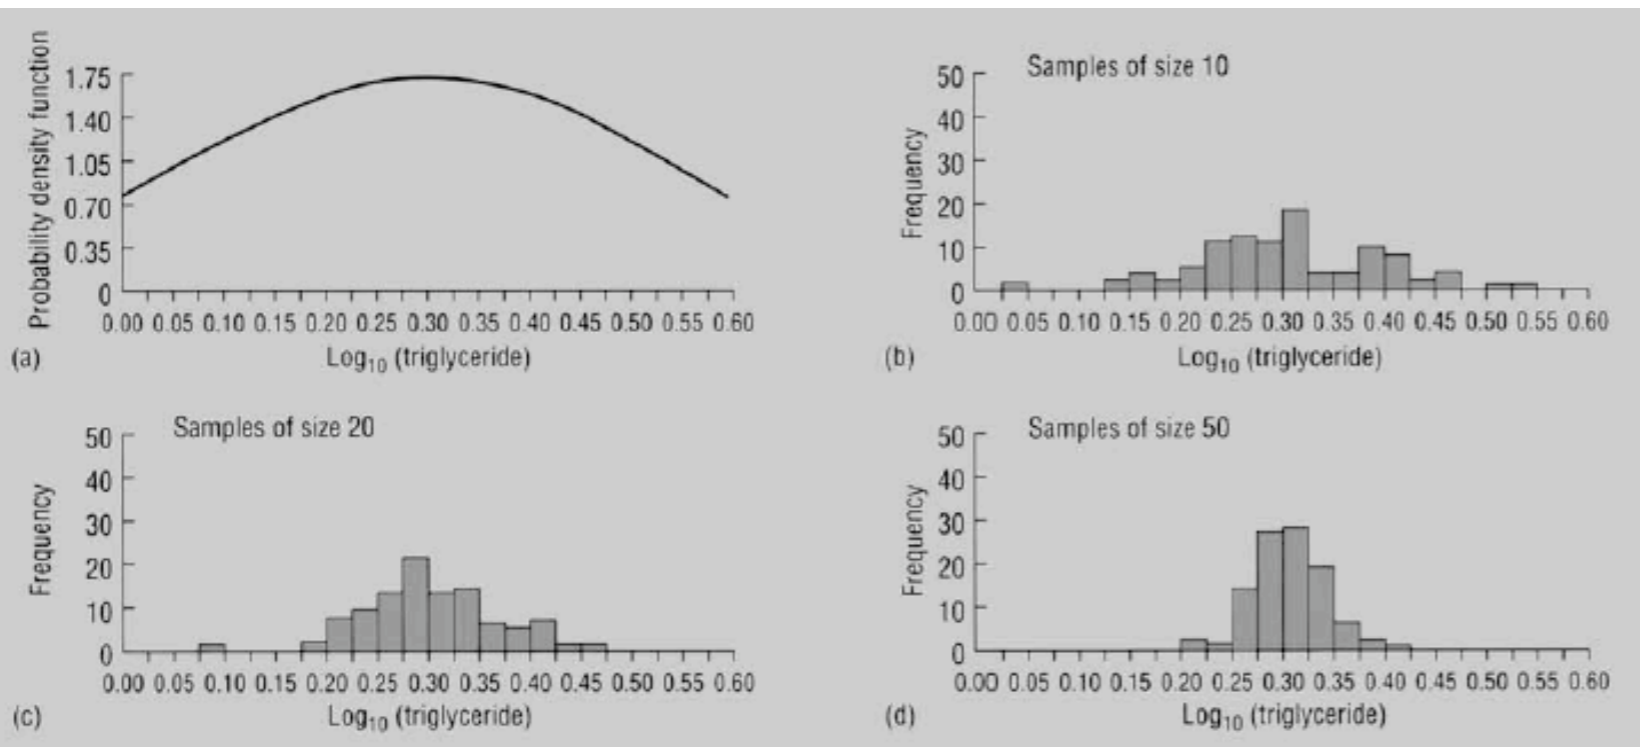 Probability density function
1.75
1.40
1.05
0.70
0.35
0
0.00 0.05 0.10 0.15 0.20 0.25 0.30 0.35 0.40 0.45 0.50 0.55 0.60
(a)
Log10 (triglyceride)
Samples of size 10
Frequency
50
40
30
20
10
0
0.00 0.05 0.10 0.15 0.20 0.25 0.30 0.35 0.40 0.45 0.50 0.55 0.60
(b)
Log10 (triglyceride)
Samples of size 20
Frequency
50
40
30
20
10
0
0.00 0.05 0.10 0.15 0.20 0.25 0.30 0.35 0.40 0.45 0.50 0.55 0.60
(c)
Log10 (triglyceride)
Samples of size 50
Frequency
50
40
30
20
10
0
0.00 0.05 0.10 0.15 0.20 0.25 0.30 0.35 0.40 0.45 0.50 0.55 0.60
(d)
Log10 (triglyceride)